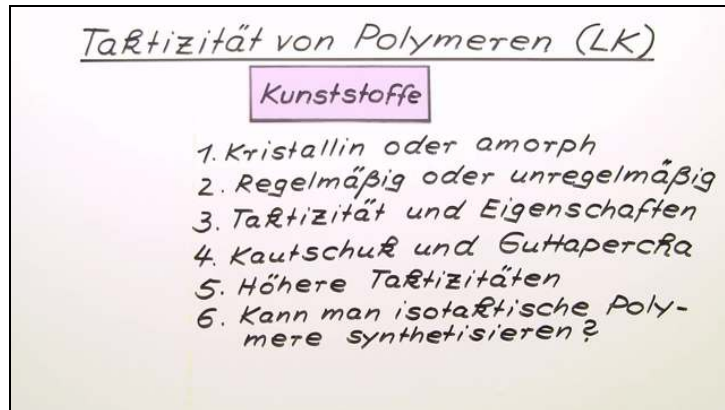 Taktizität von Polymeren (LK)
Kunststoffe
1. Kristallin oder amorph
2. Regelmäßig oder unregelmäßig
3. Taktizität und Eigenschaften
4. Kautschuk und Guttapercha
5. Höhere Taktizitäten
6. Kann man isotaktische Poly-
mere synthetisieren?